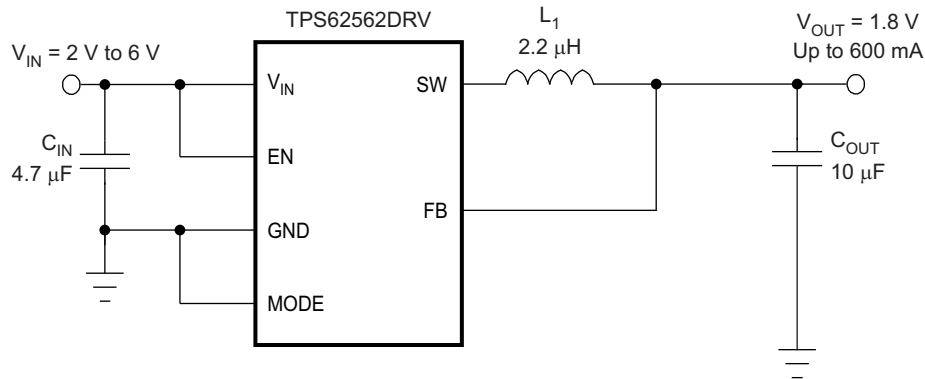 TPS62562DRV
V_IN = 2 V to 6 V
L_1
2.2 μH
V_OUT = 1.8 V
Up to 600 mA
V_IN
SW
C_IN
4.7 μF
EN
C_OUT
10 μF
FB
GND
MODE